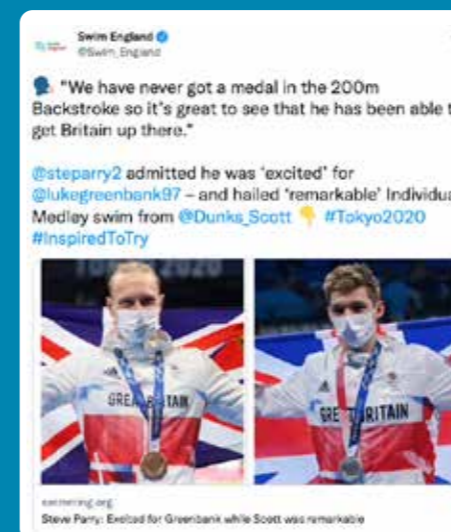 Swim England
@Swim_England
"We have never got a medal in the 200m
Backstroke so it's great to see that he has been able t
get Britain up there."
@steparry2 admitted he was 'excited' for
@lukegreenbank97 – and hailed 'remarkable' Individua
Medley swim from @Dunks_Scott 👇 #Tokyo2020
#InspiredToTry
TOKYO 2020
GREAT BRITAIN
GREAT BRITAIN
swimming.org
Steve Parry: Excited for Greenbank while Scott was remarkable